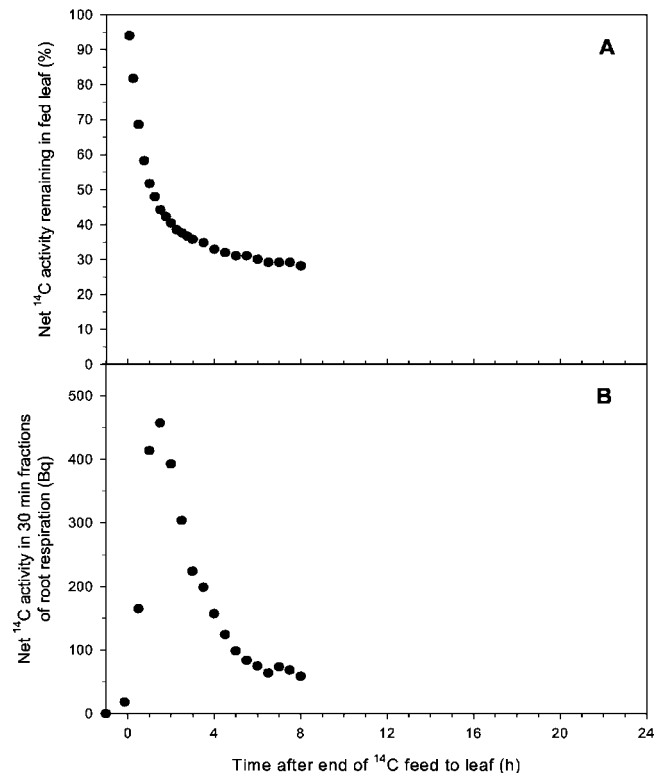 A
Net ¹⁴C activity remaining in fed leaf (%)
100
90
80
70
60
50
40
30
20
10
0
B
Net ¹⁴C activity in 30 min fractions
of root respiration (Bq)
500
400
300
200
100
0
0 4 8 12 16 20 24
Time after end of ¹⁴C feed to leaf (h)